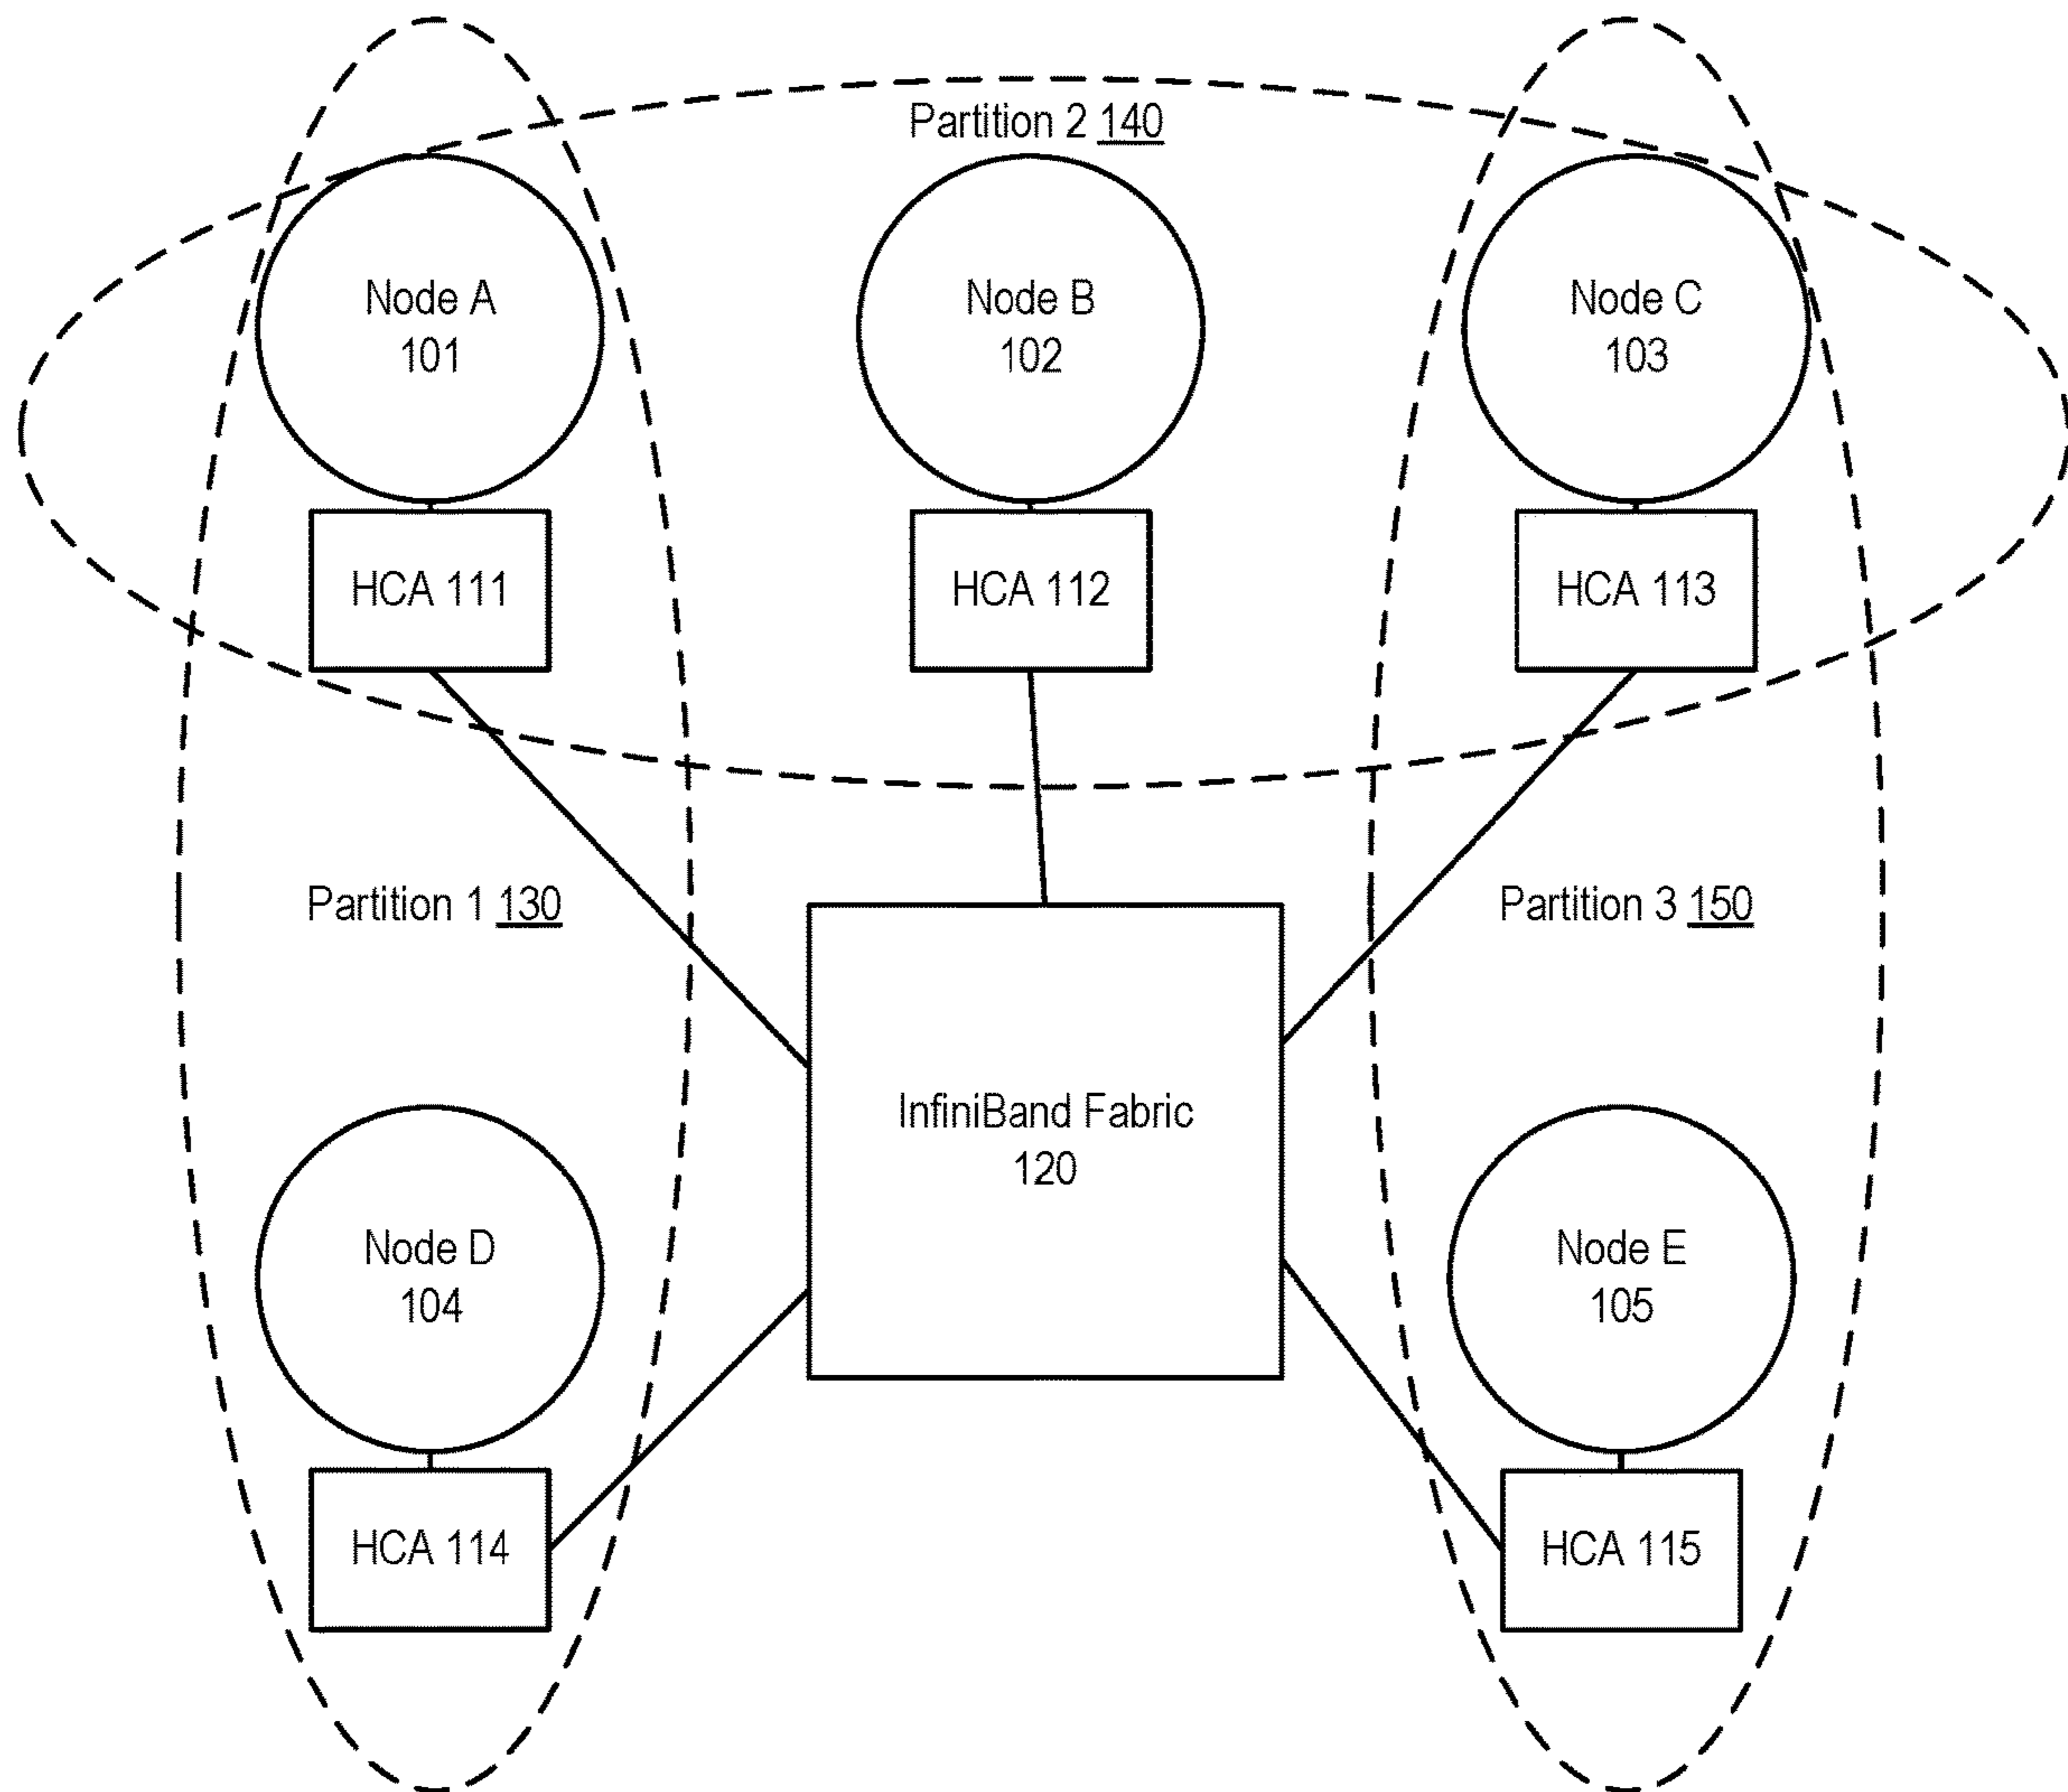 Partition 2 140
Node A
101
Node B
102
Node C
103
HCA 111
HCA 112
HCA 113
Partition 1 130
Partition 3 150
InfiniBand Fabric
120
Node D
104
Node E
105
HCA 114
HCA 115